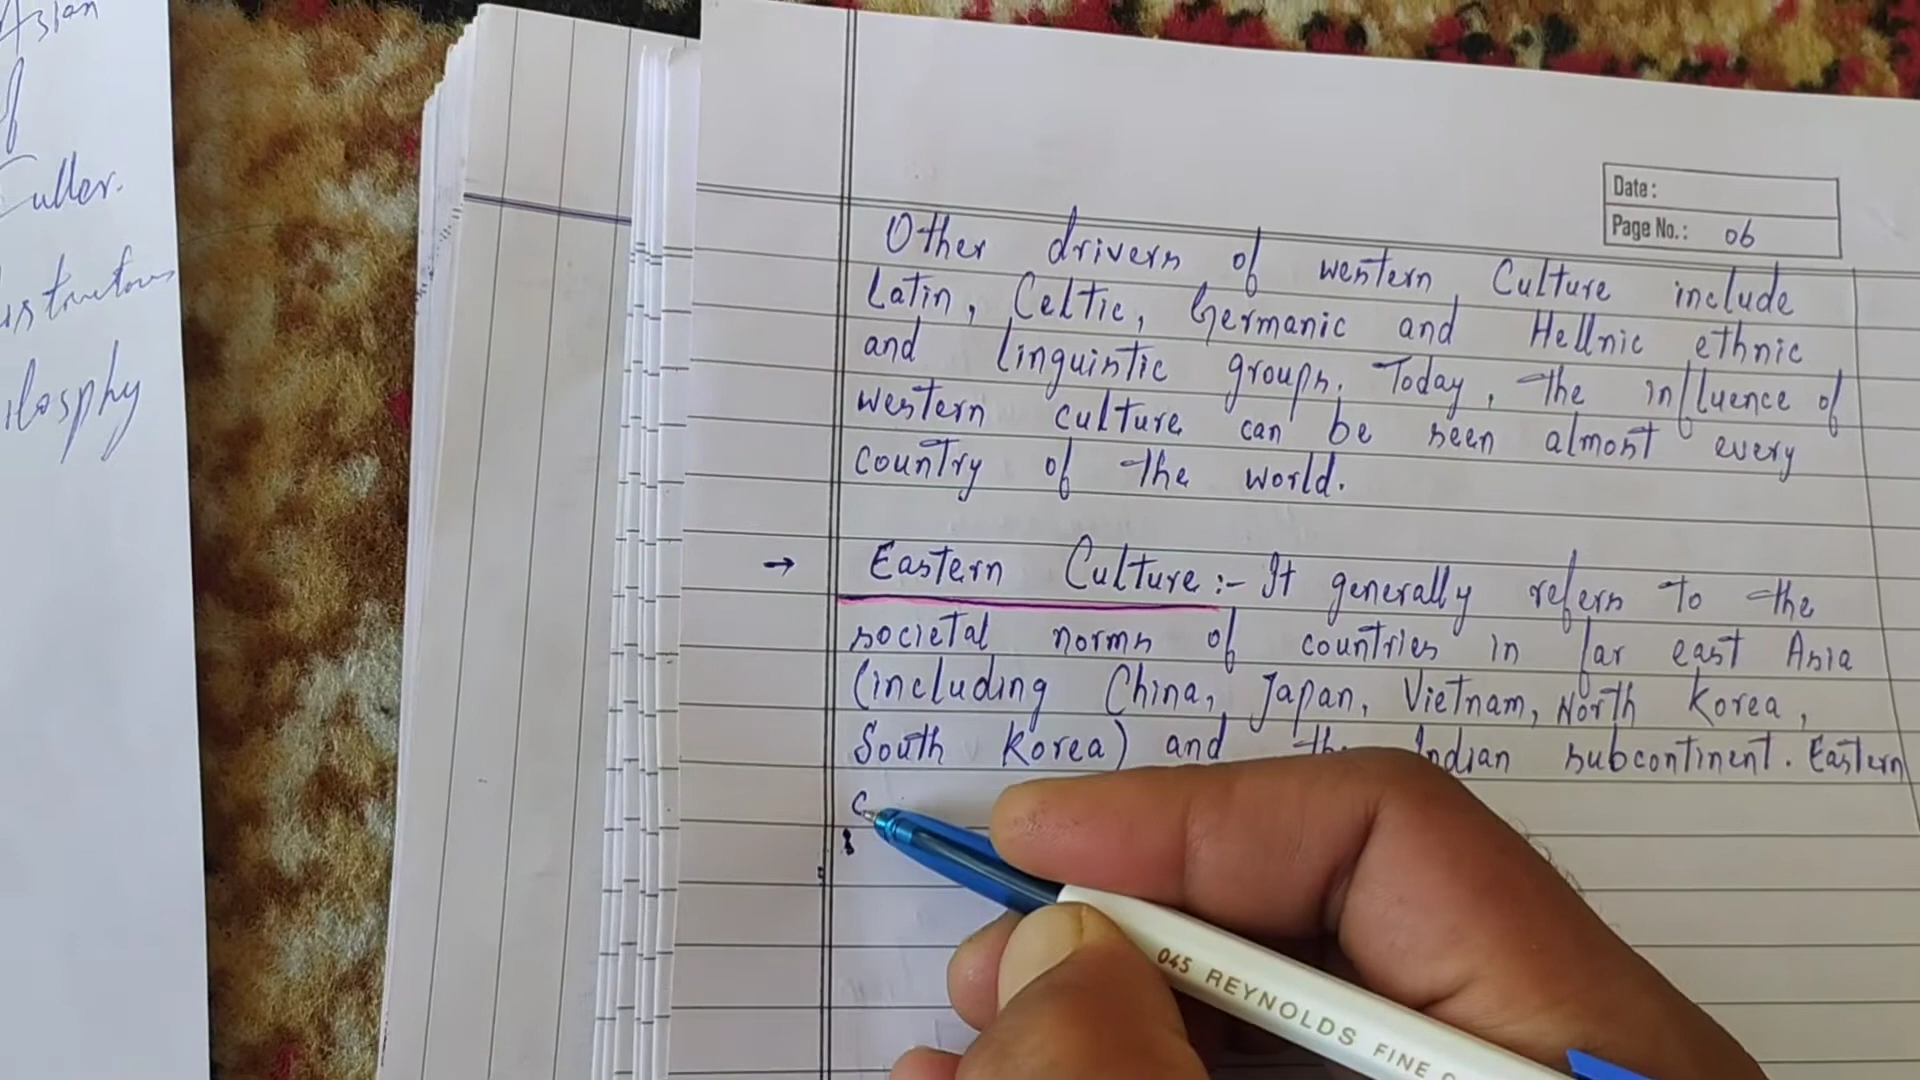 Asian
of
Date:
Page No.: 06
Other drivers of western Culture include
Latin, Celtic, Germanic and Hellnic ethnic
and linguistic groups. Today, the influence of
western culture can be seen almost every
country of the world.
→ Eastern Culture :- It generally refers to the
societal norms of countries in far east Asia
(including China, Japan, Vietnam, North Korea,
South Korea) and the Indian subcontinent. Eastern
C
045 REYNOLDS FINE